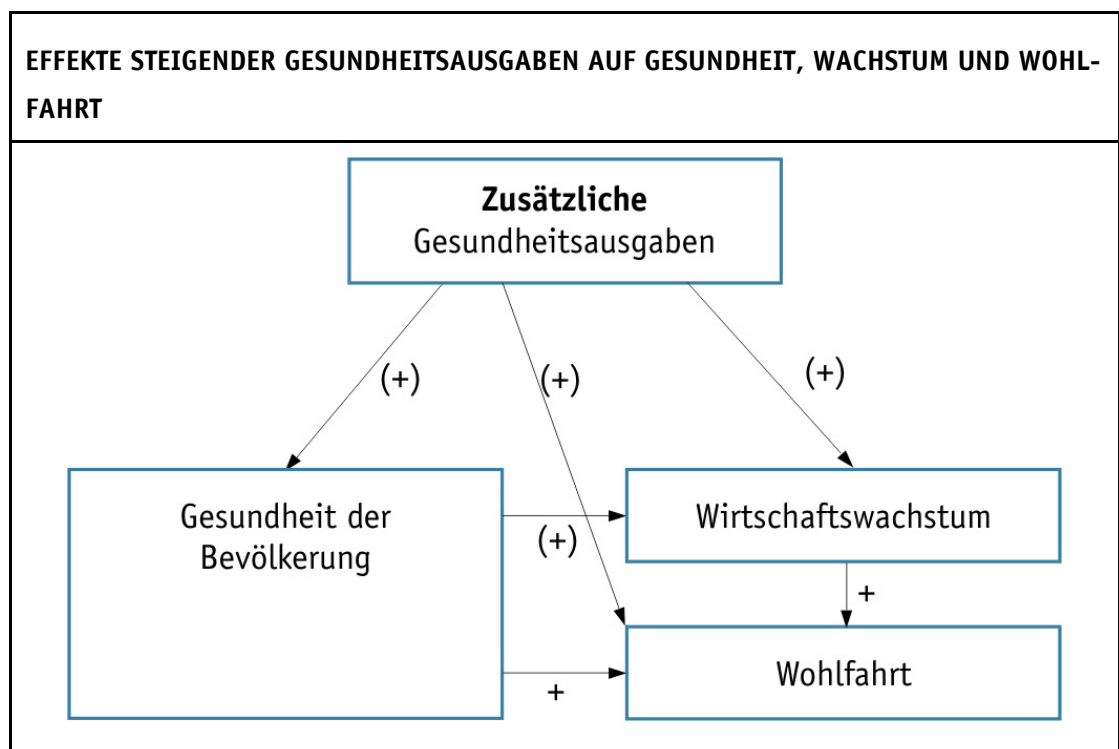 EFFEKTE STEIGENDER GESUNDHEITSAUSGABEN AUF GESUNDHEIT, WACHSTUM UND WOHL-
FAHRT
Zusätzliche
Gesundheitsausgaben
(+)
(+)
(+)
Gesundheit der
Bevölkerung
(+)
Wirtschaftswachstum
+
+
Wohlfahrt